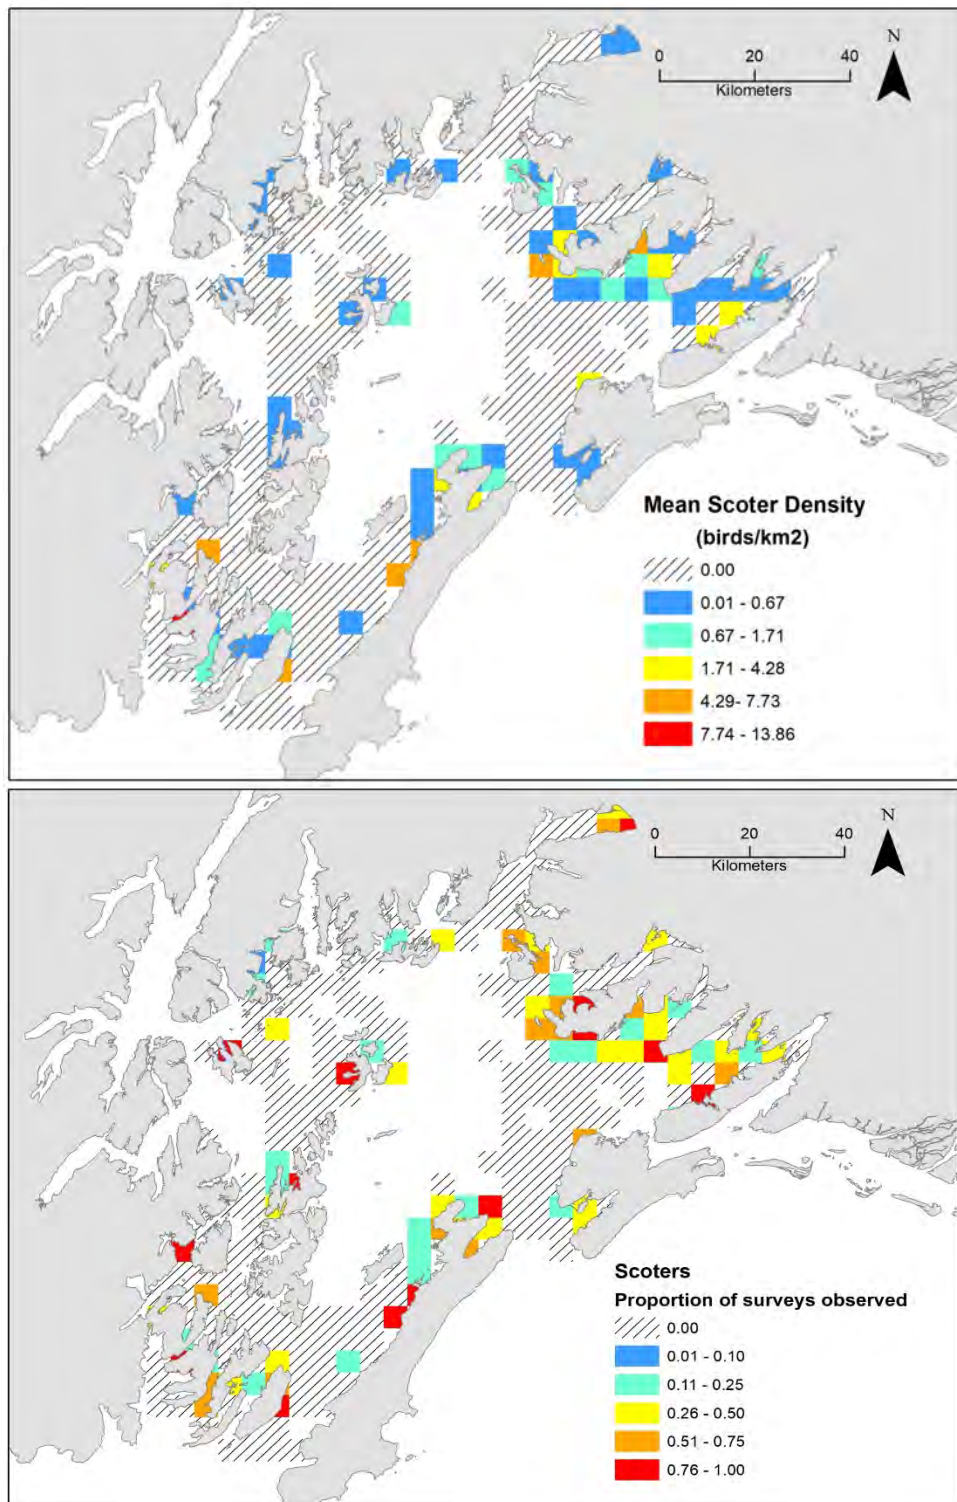 N
0 20 40
Kilometers
Mean Scoter Density
(birds/km2)
0.00
0.01 - 0.67
0.67 - 1.71
1.71 - 4.28
4.29- 7.73
7.74 - 13.86
N
0 20 40
Kilometers
Scoters
Proportion of surveys observed
0.00
0.01 - 0.10
0.11 - 0.25
0.26 - 0.50
0.51 - 0.75
0.76 - 1.00